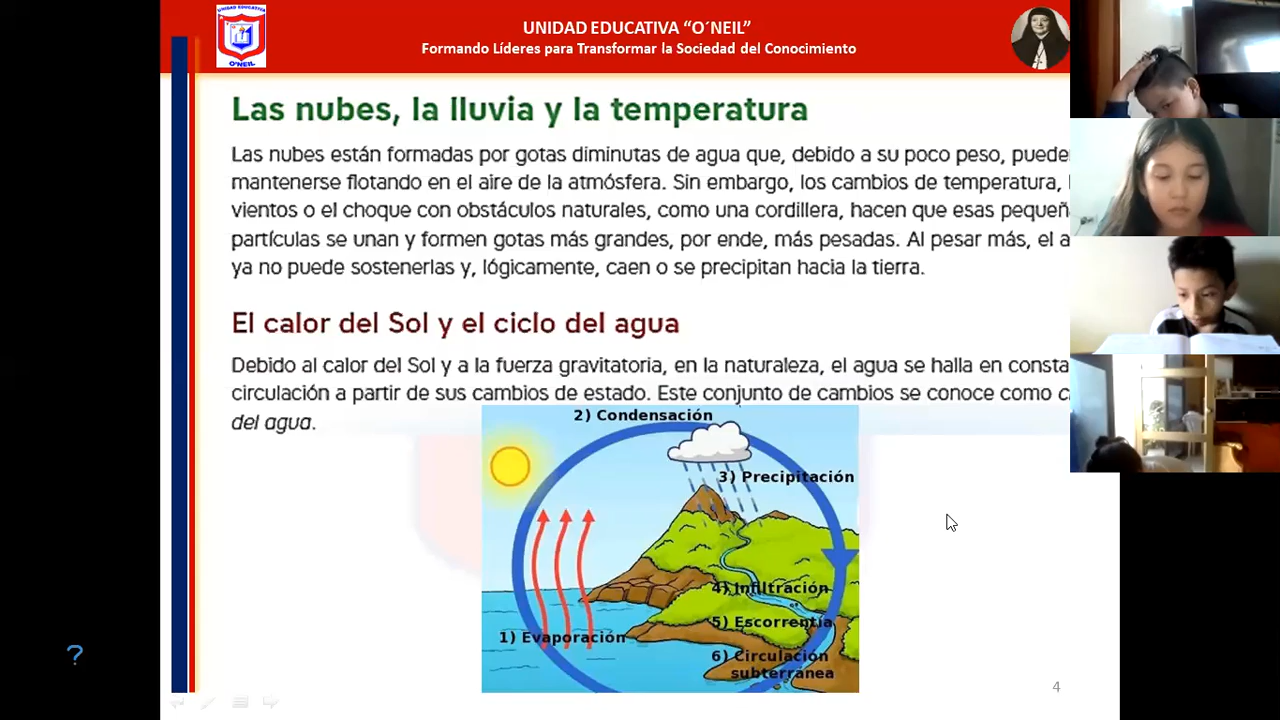 UNIDAD EDUCATIVA
O'NEIL
UNIDAD EDUCATIVA “O´NEIL”
Formando Líderes para Transformar la Sociedad del Conocimiento
Las nubes, la lluvia y la temperatura
Las nubes están formadas por gotas diminutas de agua que, debido a su poco peso, puede
mantenerse flotando en el aire de la atmósfera. Sin embargo, los cambios de temperatura,
vientos o el choque con obstáculos naturales, como una cordillera, hacen que esas pequeñ
partículas se unan y formen gotas más grandes, por ende, más pesadas. Al pesar más, el a
ya no puede sostenerlas y, lógicamente, caen o se precipitan hacia la tierra.
El calor del Sol y el ciclo del agua
Debido al calor del Sol y a la fuerza gravitatoria, en la naturaleza, el agua se halla en consta
circulación a partir de sus cambios de estado. Este conjunto de cambios se conoce como c
del agua.
2) Condensación
3) Precipitación
4) Infiltración
5) Escorrentía
1) Evaporación
6) Circulación
subterránea
?
4